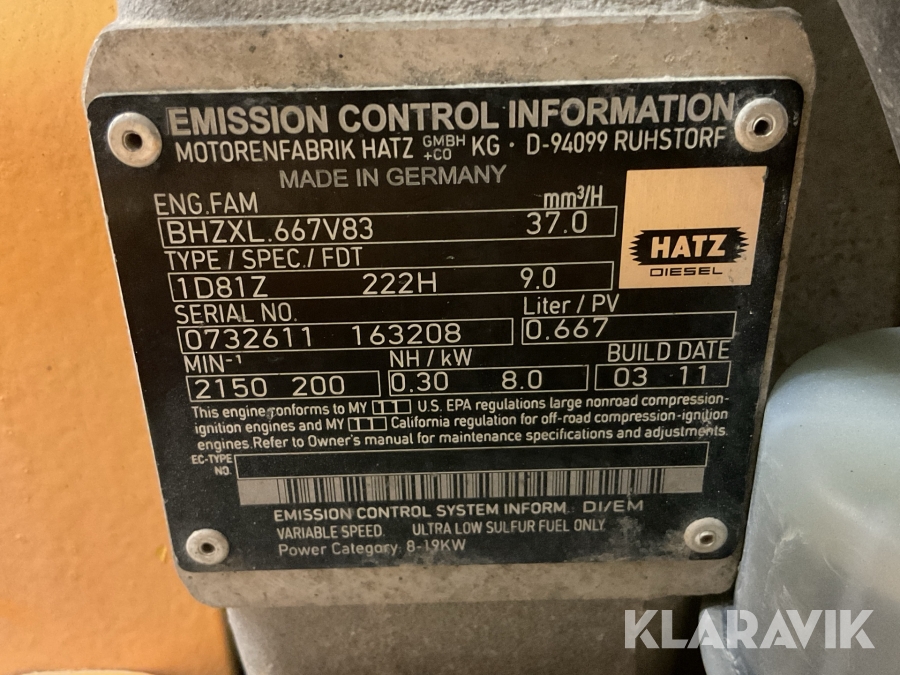 EMISSION CONTROL INFORMATION
MOTORENFABRIK HATZ GMBH +CO KG · D-94099 RUHSTORF
MADE IN GERMANY
ENG.FAM mm³/H
BHZXL.667V83 37.0
HATZ
DIESEL
TYPE / SPEC./ FDT
1D81Z 222H 9.0
SERIAL NO. Liter / PV
0732611 163208 0.667
MIN-¹ NH / kW BUILD DATE
2150 200 0.30 8.0 03 11
This engine conforms to MY 11 U.S. EPA regulations large nonroad compression-
ignition engines and MY 11 California regulation for off-road compression-ignition
engines. Refer to Owner's manual for maintenance specifications and adjustments.
EC-TYPE
NO.
EMISSION CONTROL SYSTEM INFORM. DI/EM
VARIABLE SPEED. ULTRA LOW SULFUR FUEL ONLY.
Power Category: 8-19KW
KLARAVIK